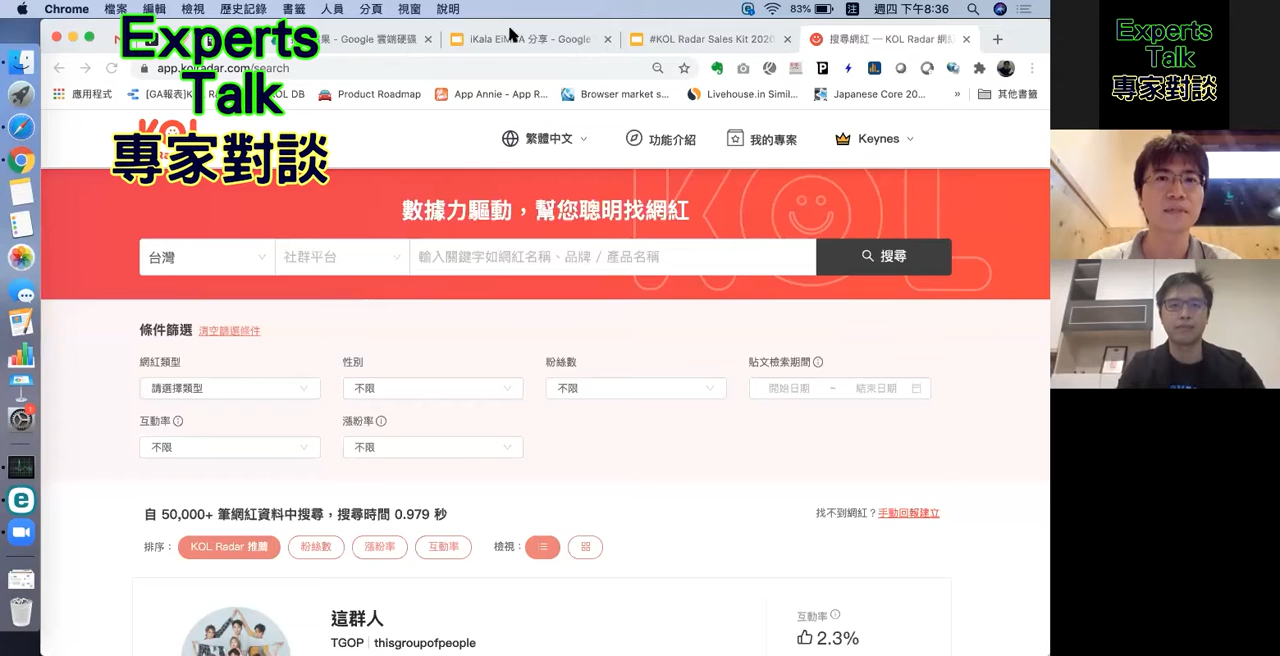 Chrome 檔案 編輯 檢視 歷史記錄 書籤 人員 分頁 視窗 說明
83% 注 週四 下午8:36
Experts
Talk
專家對談
果 - Google 雲端硬碟
iKala EiMBA 分享 - Google
#KOL Radar Sales Kit 2020
搜尋網紅 — KOL Radar 網紅
app.kolradar.com/search
應用程式
[GA報表]K
KOL DB
Product Roadmap
App Annie - App R...
Browser market s...
Livehouse.in Simil...
Japanese Core 20...
»
其他書籤
KOL
繁體中文
功能介紹
我的專案
Keynes
數據力驅動，幫您聰明找網紅
台灣
社群平台
輸入關鍵字如網紅名稱、品牌 / 產品名稱
搜尋
條件篩選 清空篩選條件
網紅類型 性別 粉絲數 貼文檢索期間
請選擇類型 不限 不限 開始日期 ~ 結束日期
互動率 漲粉率
不限 不限
自 50,000+ 筆網紅資料中搜尋，搜尋時間 0.979 秒
找不到網紅？手動回報建立
排序： KOL Radar 推薦 粉絲數 漲粉率 互動率 檢視：
這群人
TGOP | thisgroupofpeople
互動率
2.3%
Experts
Talk
專家對談